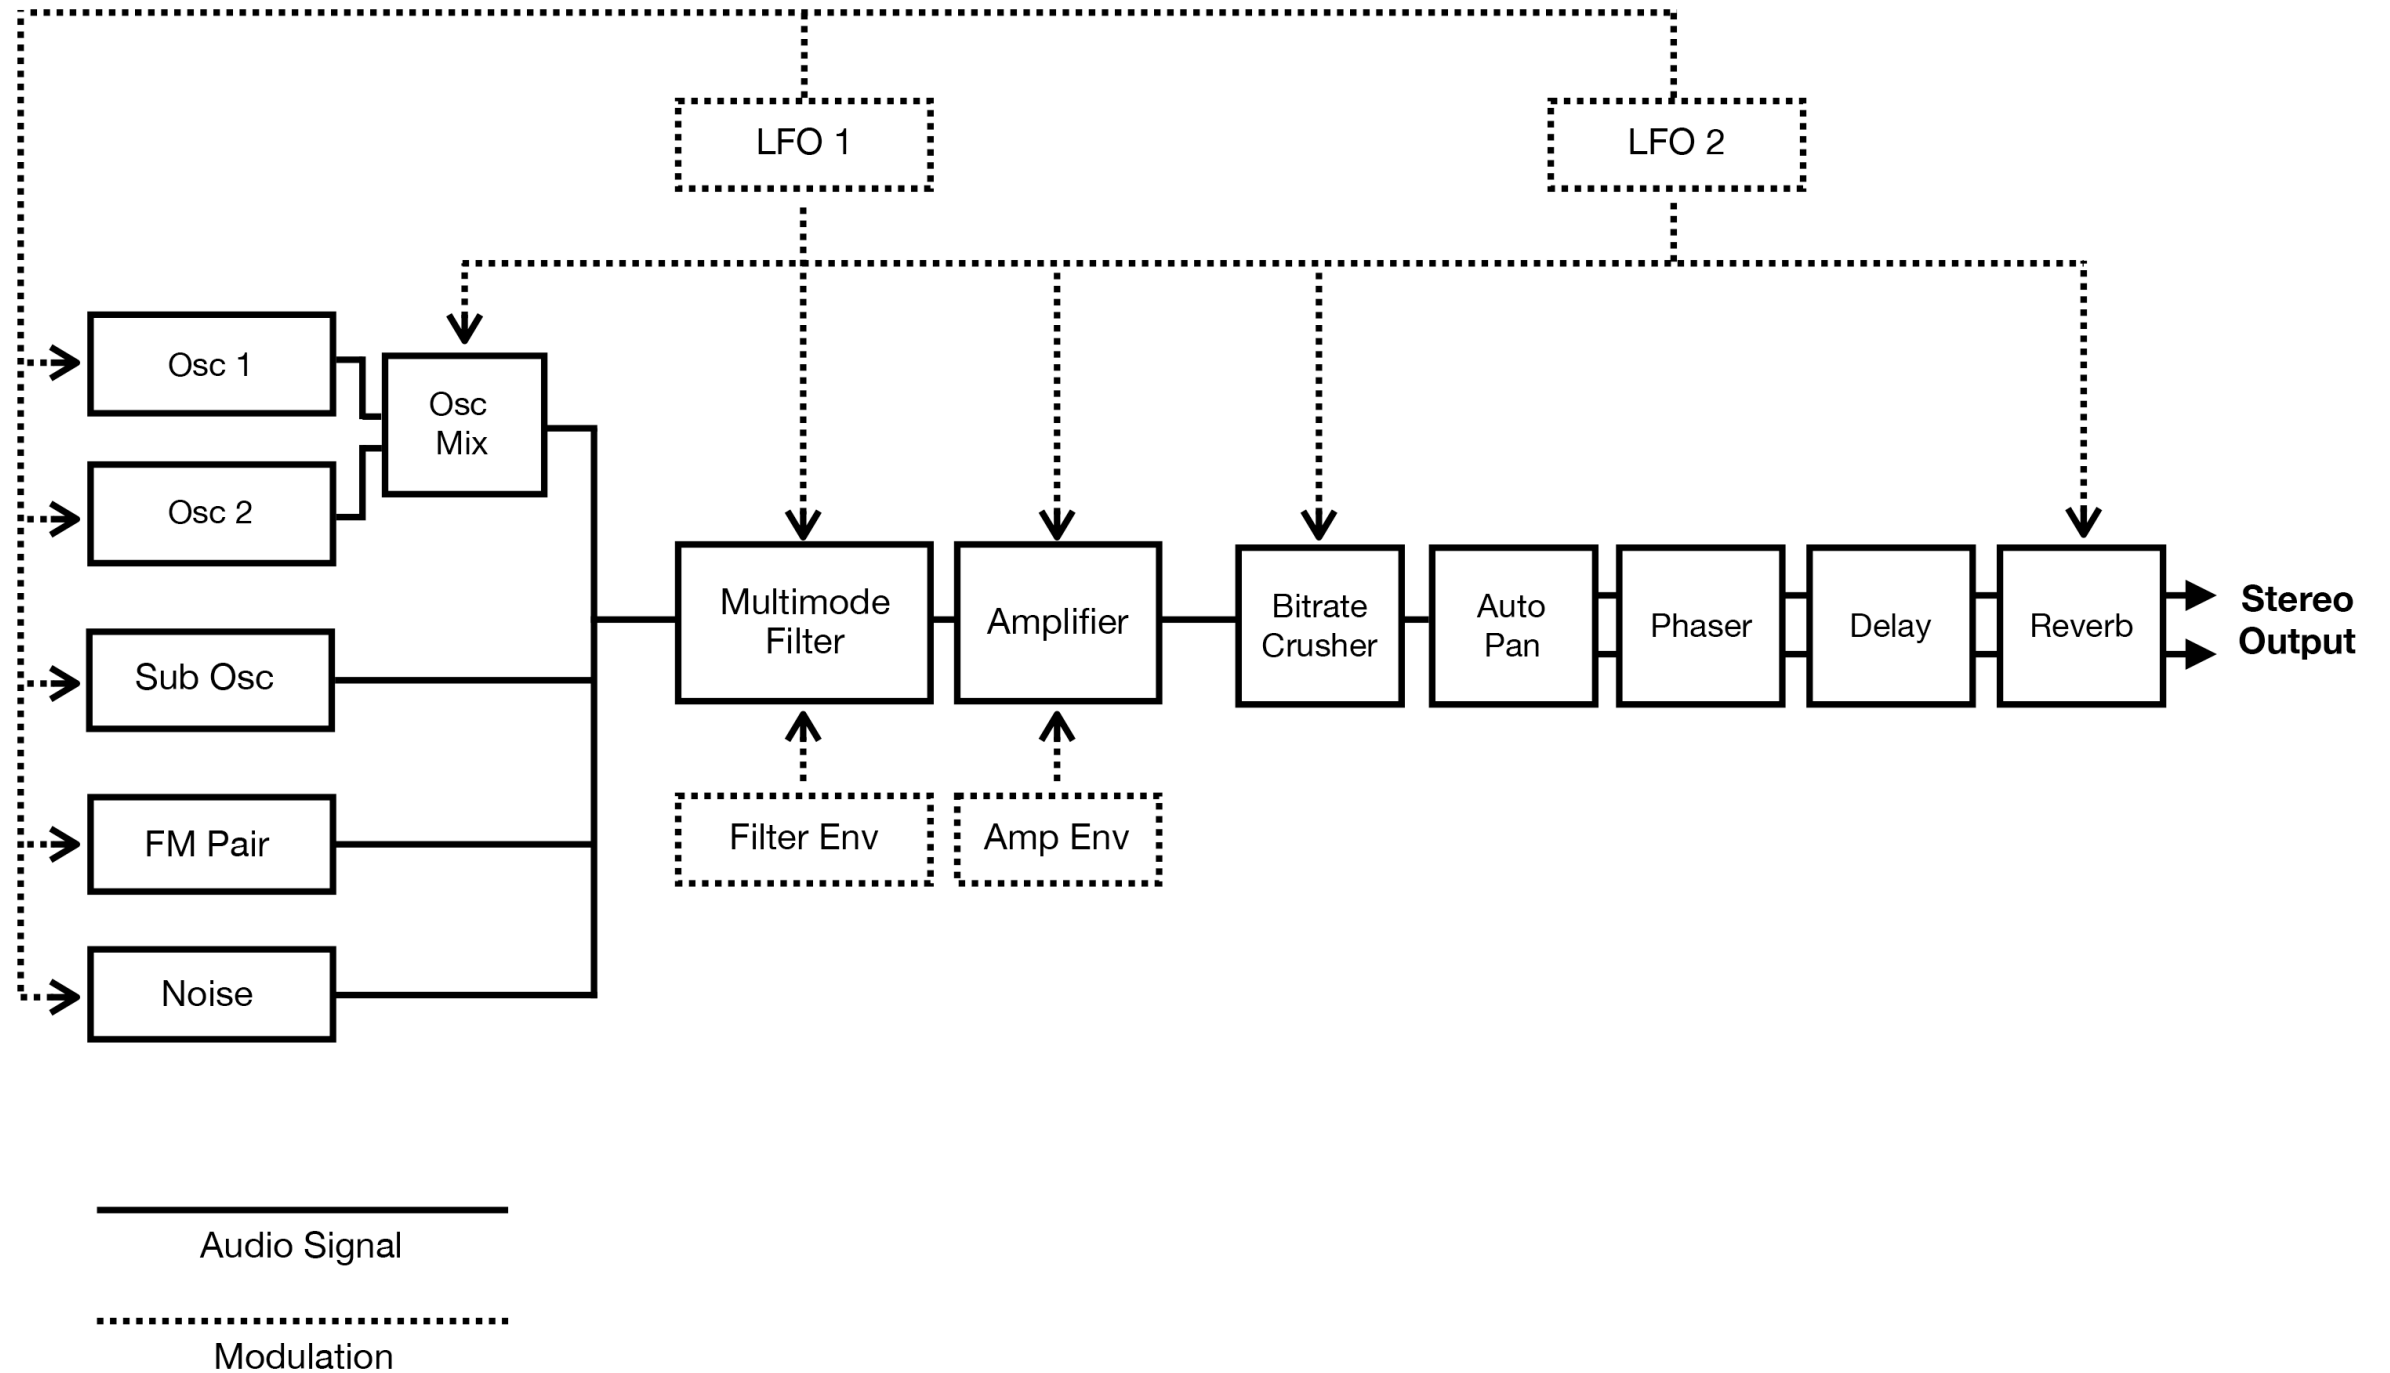 LFO 1
LFO 2
Osc 1
Osc
Mix
Osc 2
Multimode
Filter
Amplifier
Bitrate
Crusher
Auto
Pan
Phaser
Delay
Reverb
Stereo
Output
Sub Osc
Filter Env
Amp Env
FM Pair
Noise
Audio Signal
Modulation